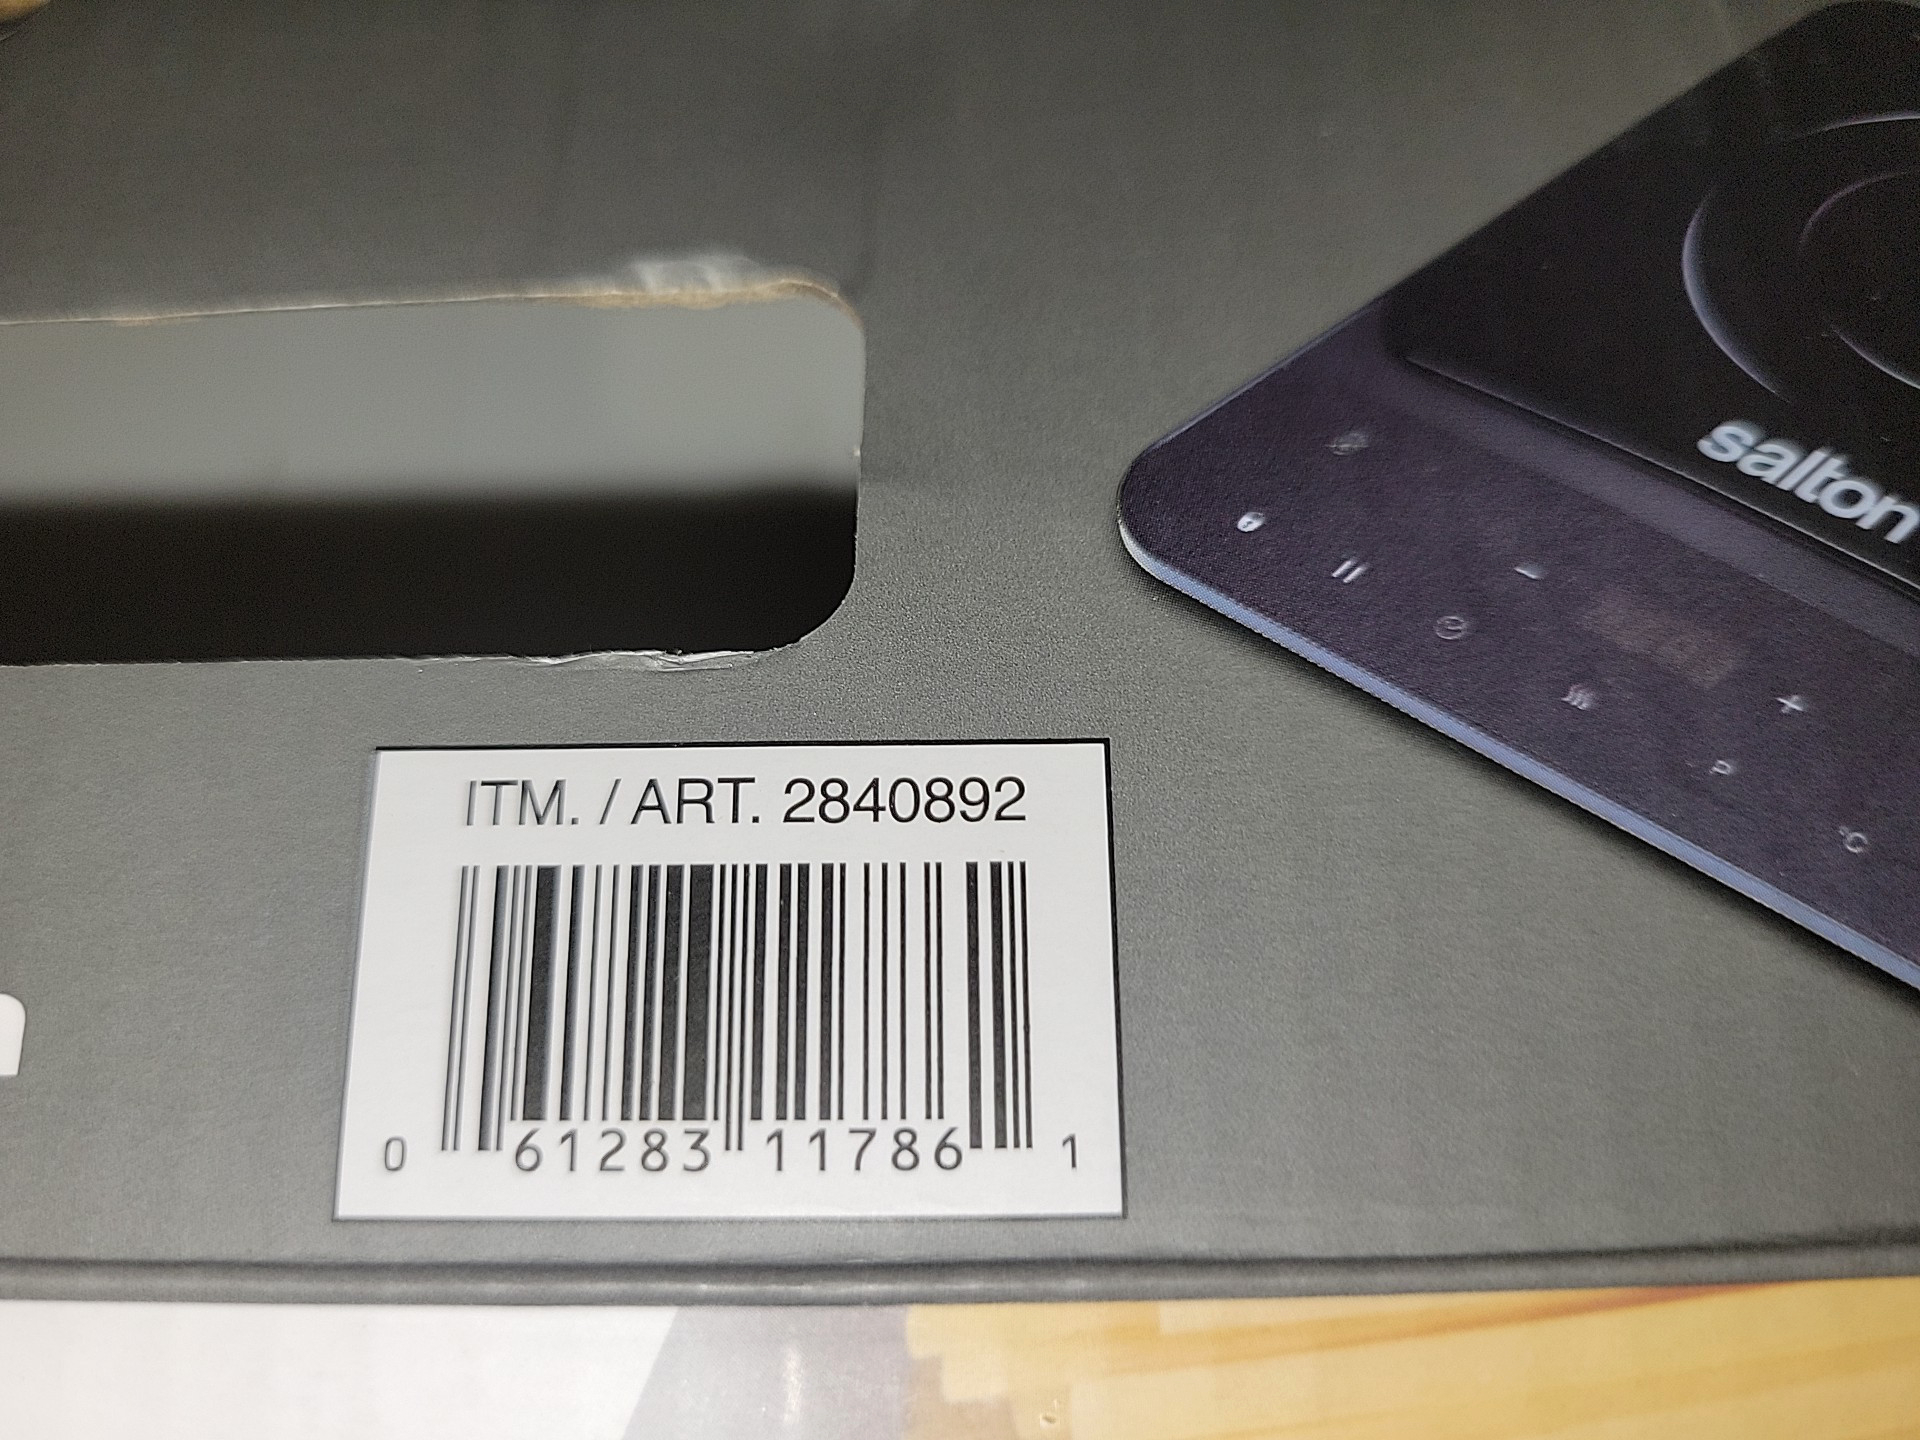 salton
P
°C
ITM. / ART. 2840892
0 61283 11786 1